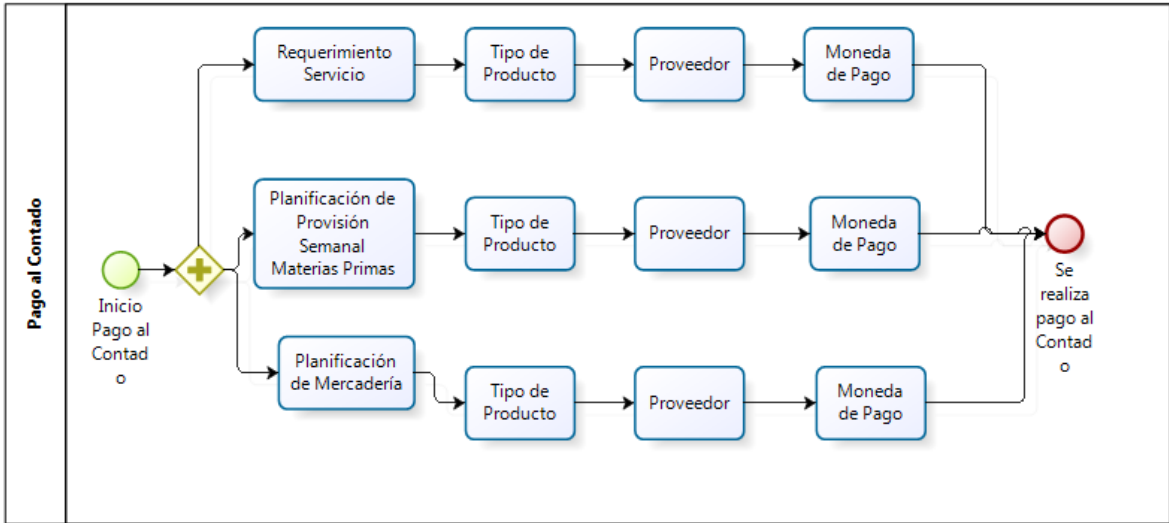 Pago al Contado
Inicio
Pago al
Contad
o
Requerimiento
Servicio
Tipo de
Producto
Proveedor
Moneda
de Pago
Planificación de
Provisión
Semanal
Materias Primas
Tipo de
Producto
Proveedor
Moneda
de Pago
Planificación
de Mercadería
Tipo de
Producto
Proveedor
Moneda
de Pago
Se
realiza
pago al
Contad
o